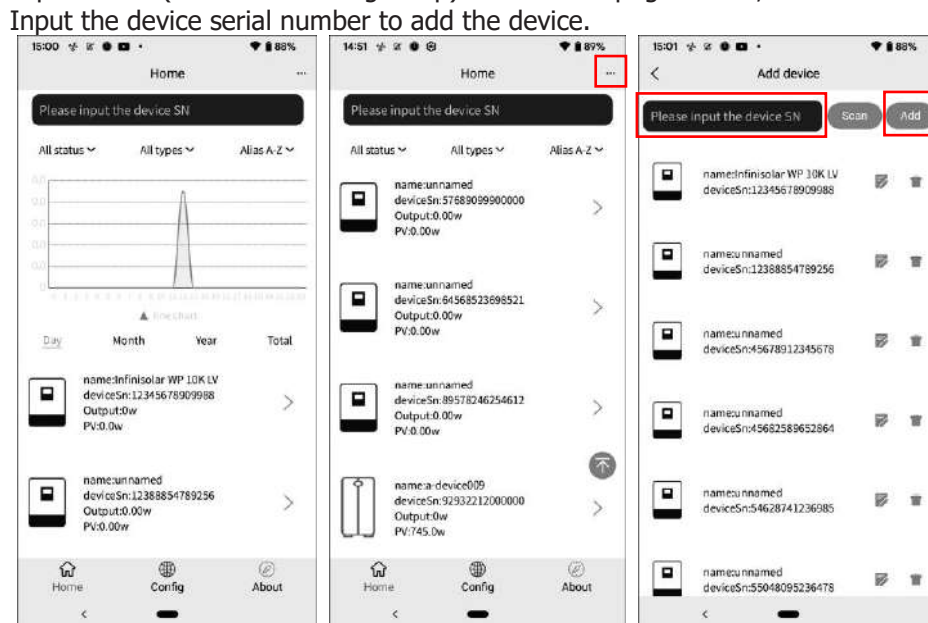 Input the device serial number to add the device.
15:00
88%
Home
...
Please input the device SN
All status
All types
Alias A-Z
line chart
Day
Month
Year
Total
name:Infinisolar WP 10K LV
deviceSn:12345678909988
Output:0w
PV:0.0w
name:unnamed
deviceSn:12388854789256
Output:0.00w
PV:0.00w
Home
Config
About
14:51
89%
Home
...
Please input the device SN
All status
All types
Alias A-Z
name:unnamed
deviceSn:57689099900000
Output:0.00w
PV:0.00w
name:unnamed
deviceSn:64568523698521
Output:0.00w
PV:0.00w
name:unnamed
deviceSn:89578246254612
Output:0.00w
PV:0.00w
name:a-device009
deviceSn:92932212000000
Output:0w
PV:745.0w
Home
Config
About
15:01
88%
Add device
Please input the device SN
Scan
Add
name:Infinisolar WP 10K LV
deviceSn:12345678909988
name:unnamed
deviceSn:12388854789256
name:unnamed
deviceSn:45678912345678
name:unnamed
deviceSn:45682589652864
name:unnamed
deviceSn:54628741236985
name:unnamed
deviceSn:55048095236478